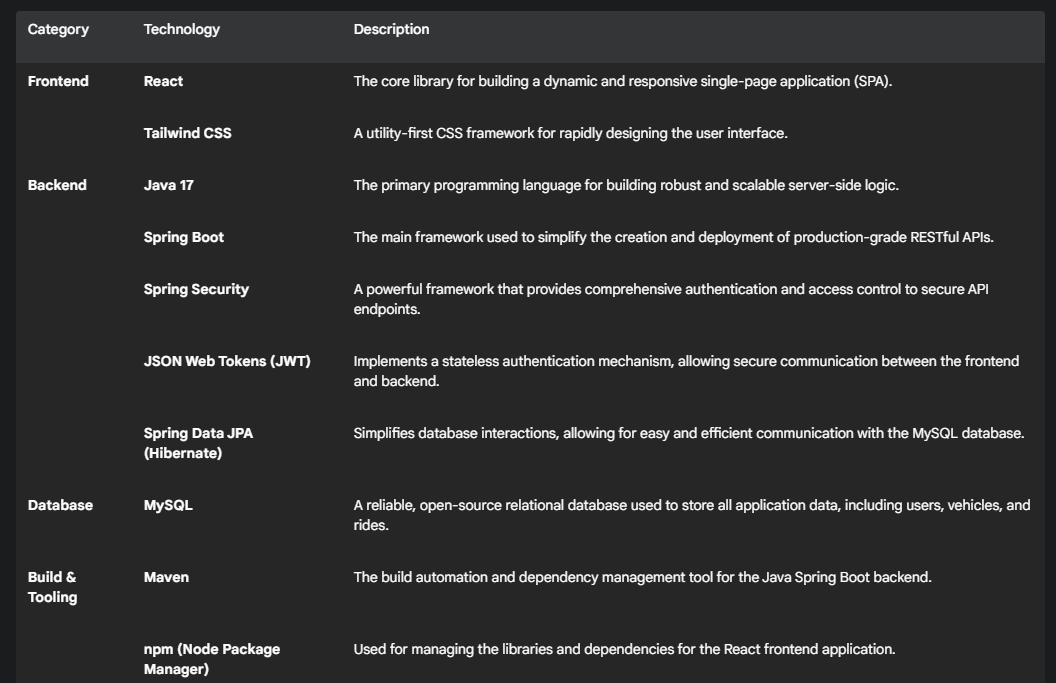 Category Technology Description
Frontend React The core library for building a dynamic and responsive single-page application (SPA).
Tailwind CSS A utility-first CSS framework for rapidly designing the user interface.
Backend Java 17 The primary programming language for building robust and scalable server-side logic.
Spring Boot The main framework used to simplify the creation and deployment of production-grade RESTful APIs.
Spring Security A powerful framework that provides comprehensive authentication and access control to secure API
endpoints.
JSON Web Tokens (JWT) Implements a stateless authentication mechanism, allowing secure communication between the frontend
and backend.
Spring Data JPA Simplifies database interactions, allowing for easy and efficient communication with the MySQL database.
(Hibernate)
Database MySQL A reliable, open-source relational database used to store all application data, including users, vehicles, and
rides.
Build & Maven The build automation and dependency management tool for the Java Spring Boot backend.
Tooling
npm (Node Package Used for managing the libraries and dependencies for the React frontend application.
Manager)